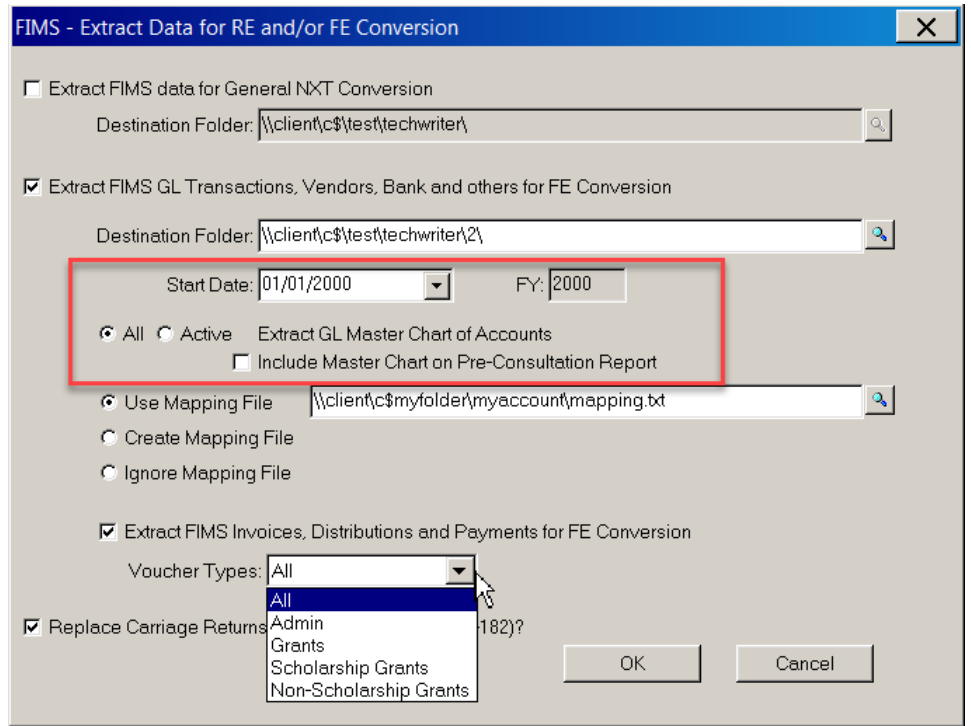 FIMS - Extract Data for RE and/or FE Conversion
Extract FIMS data for General NXT Conversion
Destination Folder: \\client\c$\test\techwriter\
Extract FIMS GL Transactions, Vendors, Bank and others for FE Conversion
Destination Folder: \\client\c$\test\techwriter\2\
Start Date: 01/01/2000 FY: 2000
All Active Extract GL Master Chart of Accounts
Include Master Chart on Pre-Consultation Report
Use Mapping File \\client\c$myfolder\myaccount\mapping.txt
Create Mapping File
Ignore Mapping File
Extract FIMS Invoices, Distributions and Payments for FE Conversion
Voucher Types: All
All
Admin
Replace Carriage Returns -182)?
Grants
Scholarship Grants
Non-Scholarship Grants
OK Cancel